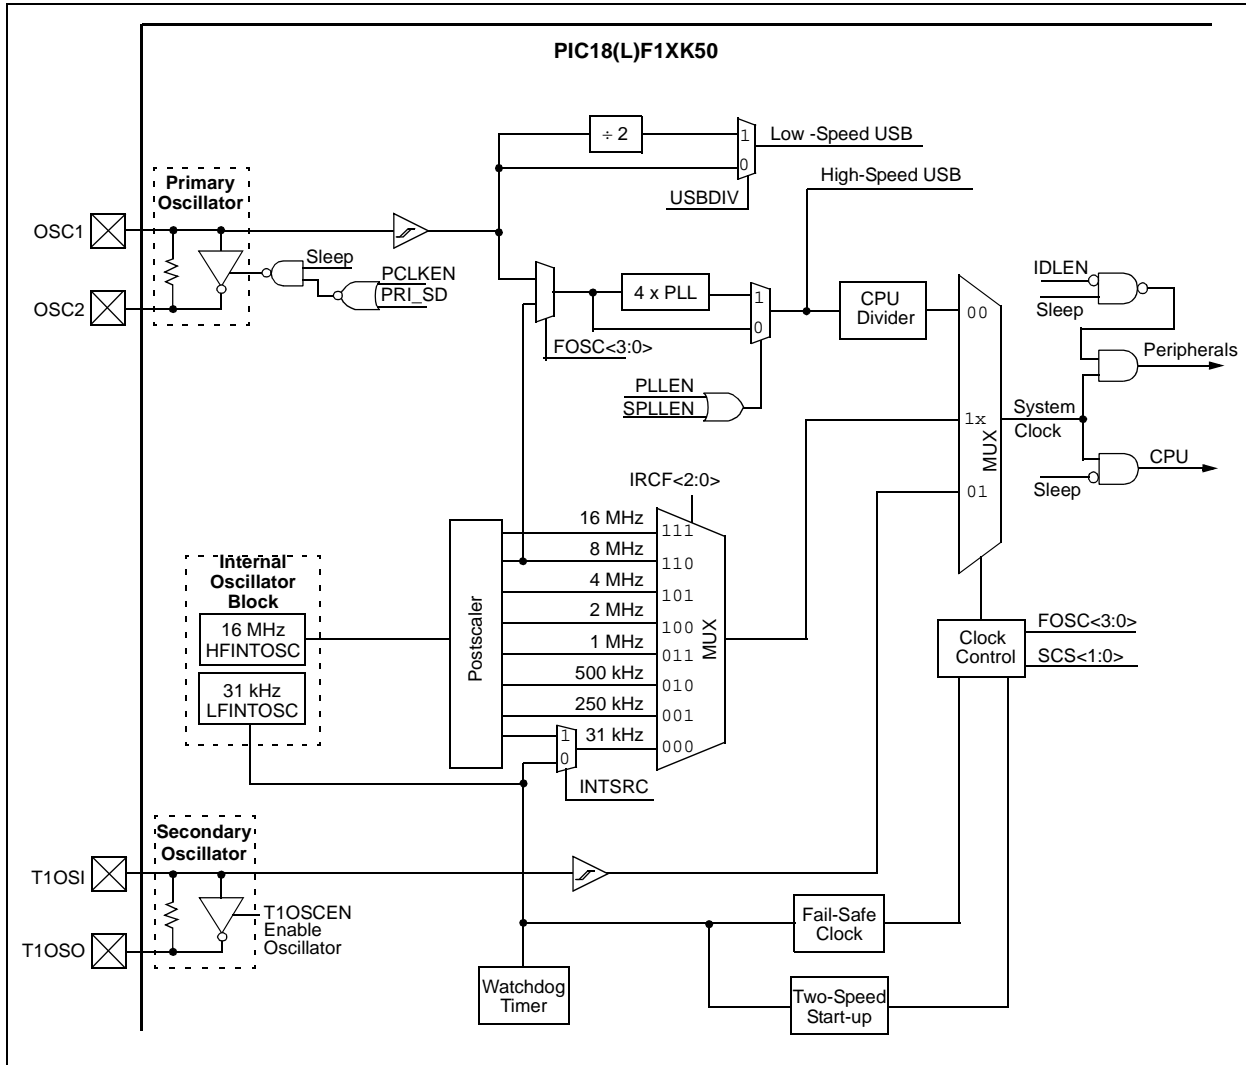 PIC18(L)F1XK50
÷ 2
1
0
Low -Speed USB
USBDIV
High-Speed USB
Primary
Oscillator
OSC1
OSC2
Sleep
PCLKEN
PRI_SD
4 x PLL
1
0
FOSC<3:0>
PLLEN
SPLLEN
CPU
Divider
00
1x
01
MUX
System
Clock
IDLEN
Sleep
Peripherals
CPU
Sleep
IRCF<2:0>
Internal
Oscillator
Block
16 MHz
HFINTOSC
31 kHz
LFINTOSC
Postscaler
16 MHz
8 MHz
4 MHz
2 MHz
1 MHz
500 kHz
250 kHz
31 kHz
111
110
101
100
011
010
001
000
MUX
1
0
INTSRC
Clock
Control
FOSC<3:0>
SCS<1:0>
Secondary
Oscillator
T1OSI
T1OSO
T1OSCEN
Enable
Oscillator
Watchdog
Timer
Fail-Safe
Clock
Two-Speed
Start-up